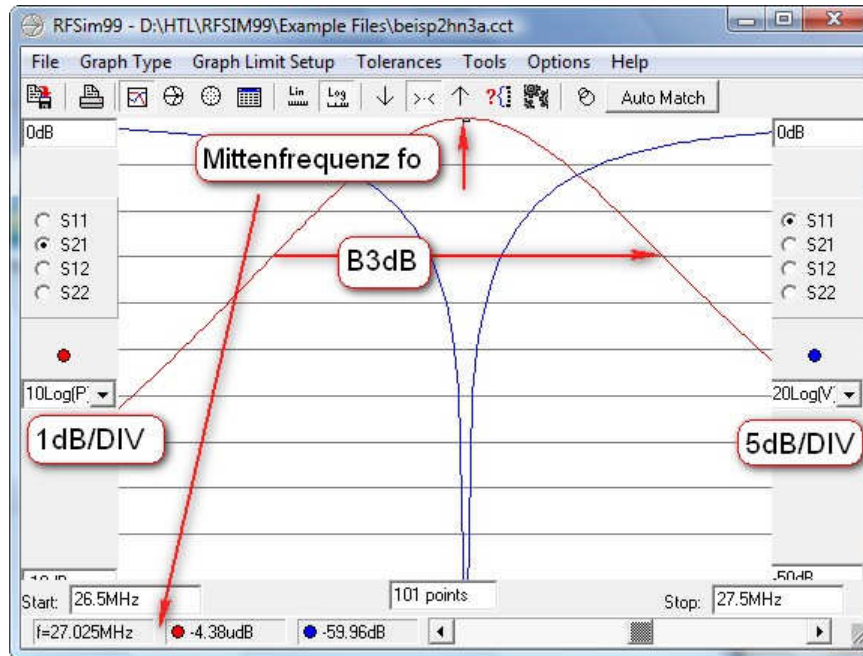 RFSim99 - D:\HTL\RFSIM99\Example Files\beisp2hn3a.cct
File Graph Type Graph Limit Setup Tolerances Tools Options Help
Lin Log Auto Match
0dB
0dB
Mittenfrequenz fo
S11
S21
S12
S22
S11
S21
S12
S22
B3dB
10Log(P)
20Log(V)
1dB/DIV
5dB/DIV
-50dB
Start: 26.5MHz
101 points
Stop: 27.5MHz
f=27.025MHz
-4.38udB
-59.96dB